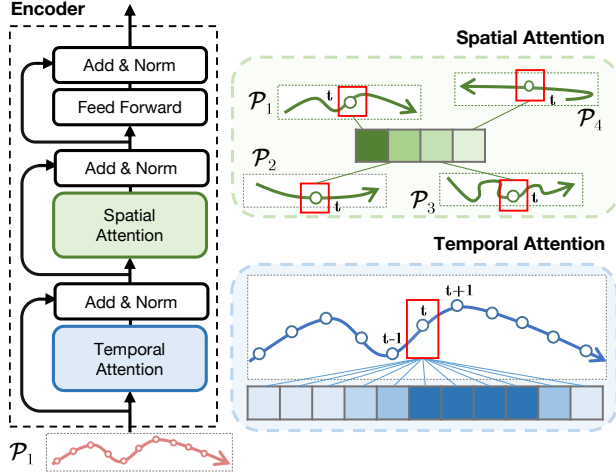 Encoder
Add & Norm
Feed Forward
Add & Norm
Spatial
Attention
Add & Norm
Temporal
Attention
P₁
Spatial Attention
P₁
t
t
P₄
P₂
t
P₃
t
Temporal Attention
t-1
t
t+1